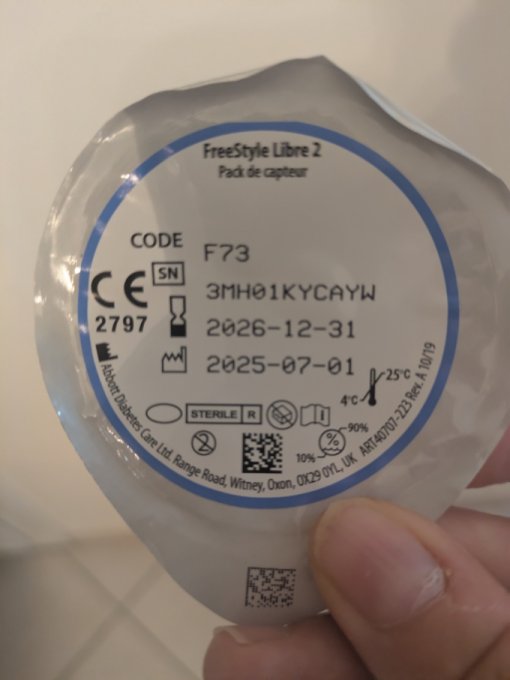 FreeStyle Libre 2
Pack de capteur
CODE F73
SN 3MH01KYCAYW
CE 2797
2026-12-31
2025-07-01
4°C 25°C
STERILE R
i
2
10% % 90%
Abbott Diabetes Care Ltd. Range Road, Witney, Oxon, OX29 0YL, UK ART40707-223 Rev. A 10/19